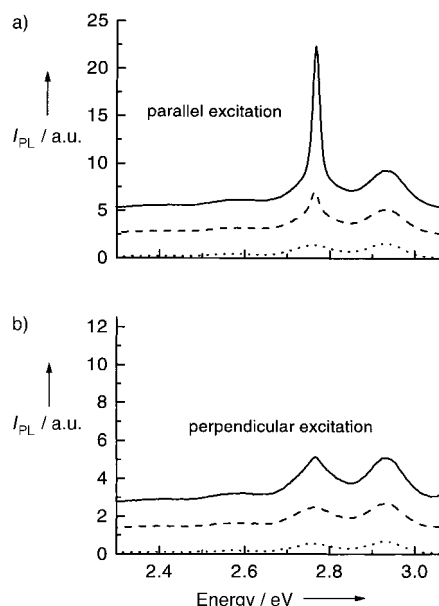 a)
25
20
15
10
5
0
I_PL / a.u.
parallel excitation
b)
12
10
8
6
4
2
0
I_PL / a.u.
perpendicular excitation
2.4
2.6
2.8
3.0
Energy / eV